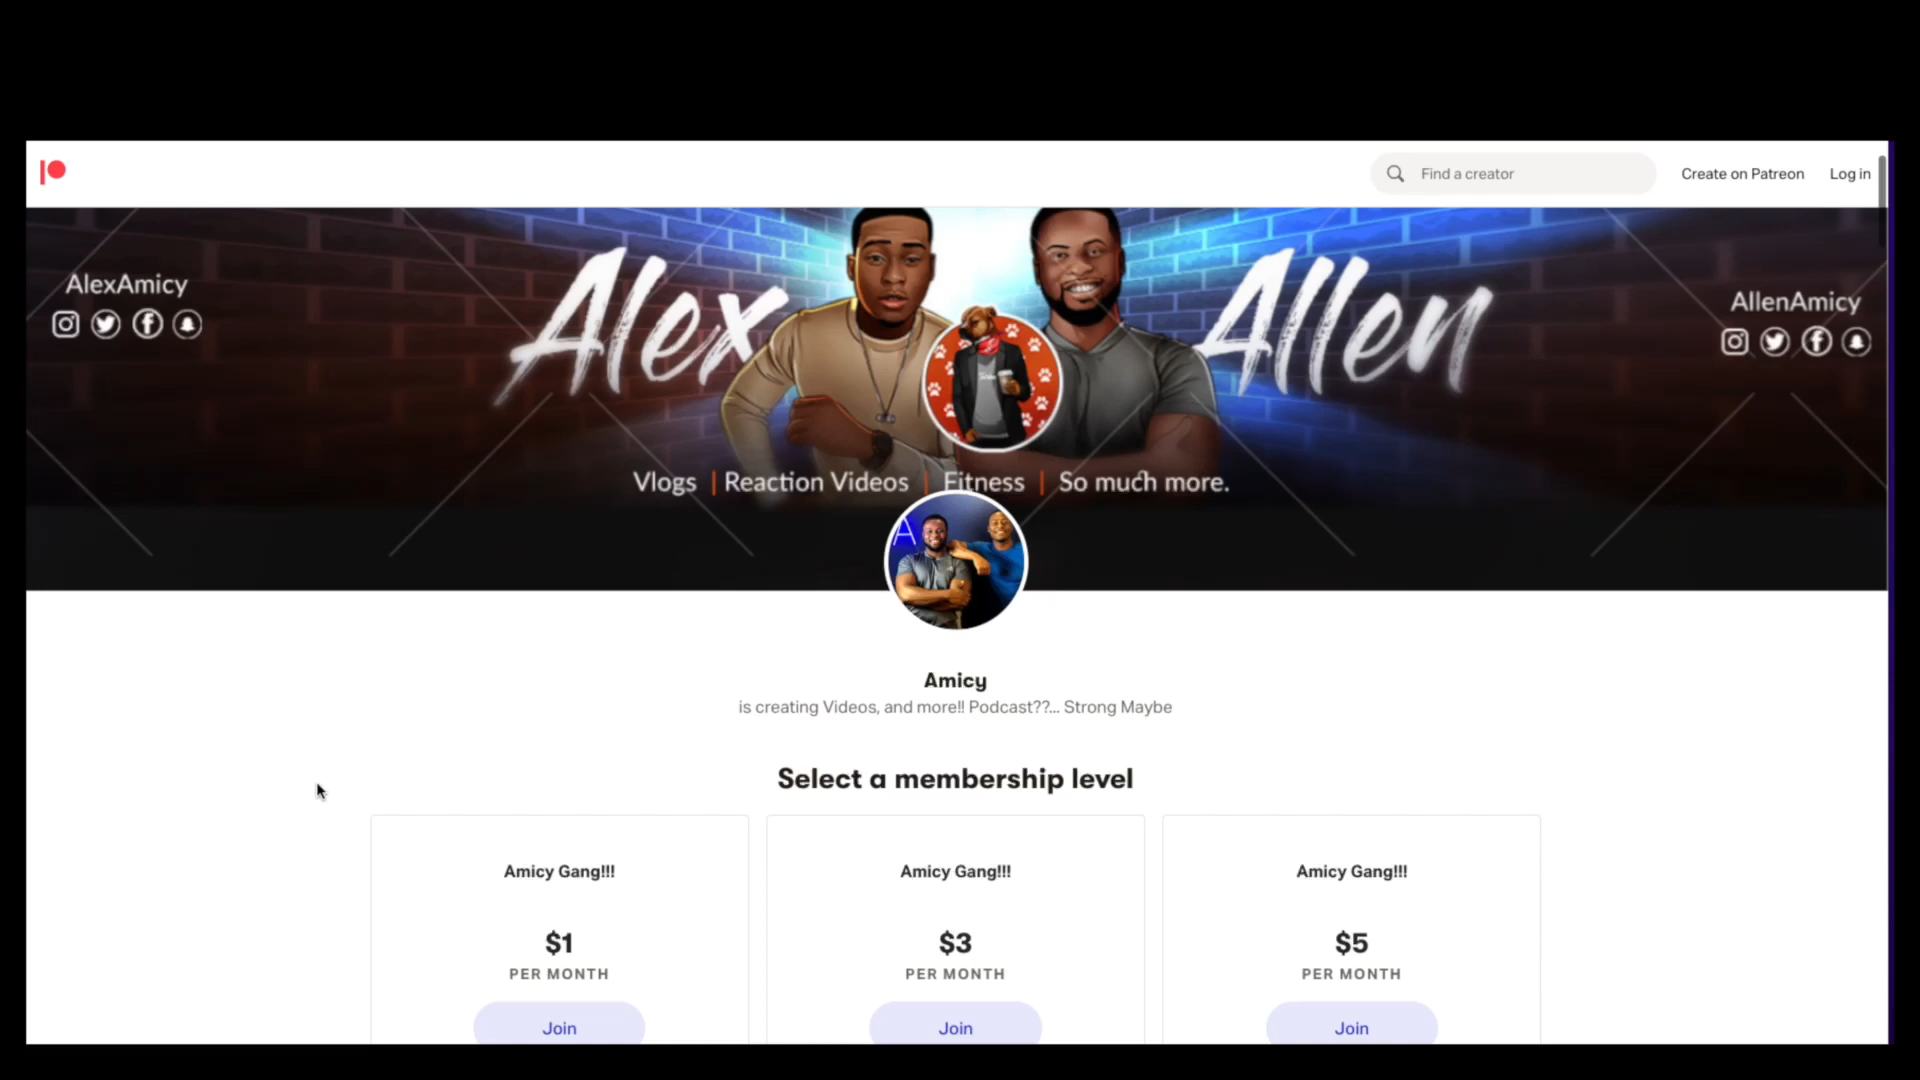 Find a creator
Create on Patreon
Log in
AlexAmicy
Alex
Allen
AllenAmicy
Vlogs | Reaction Videos | Fitness | So much more.
A
Amicy
is creating Videos, and more!! Podcast??... Strong Maybe
Select a membership level
Amicy Gang!!!
$1
PER MONTH
Join
Amicy Gang!!!
$3
PER MONTH
Join
Amicy Gang!!!
$5
PER MONTH
Join